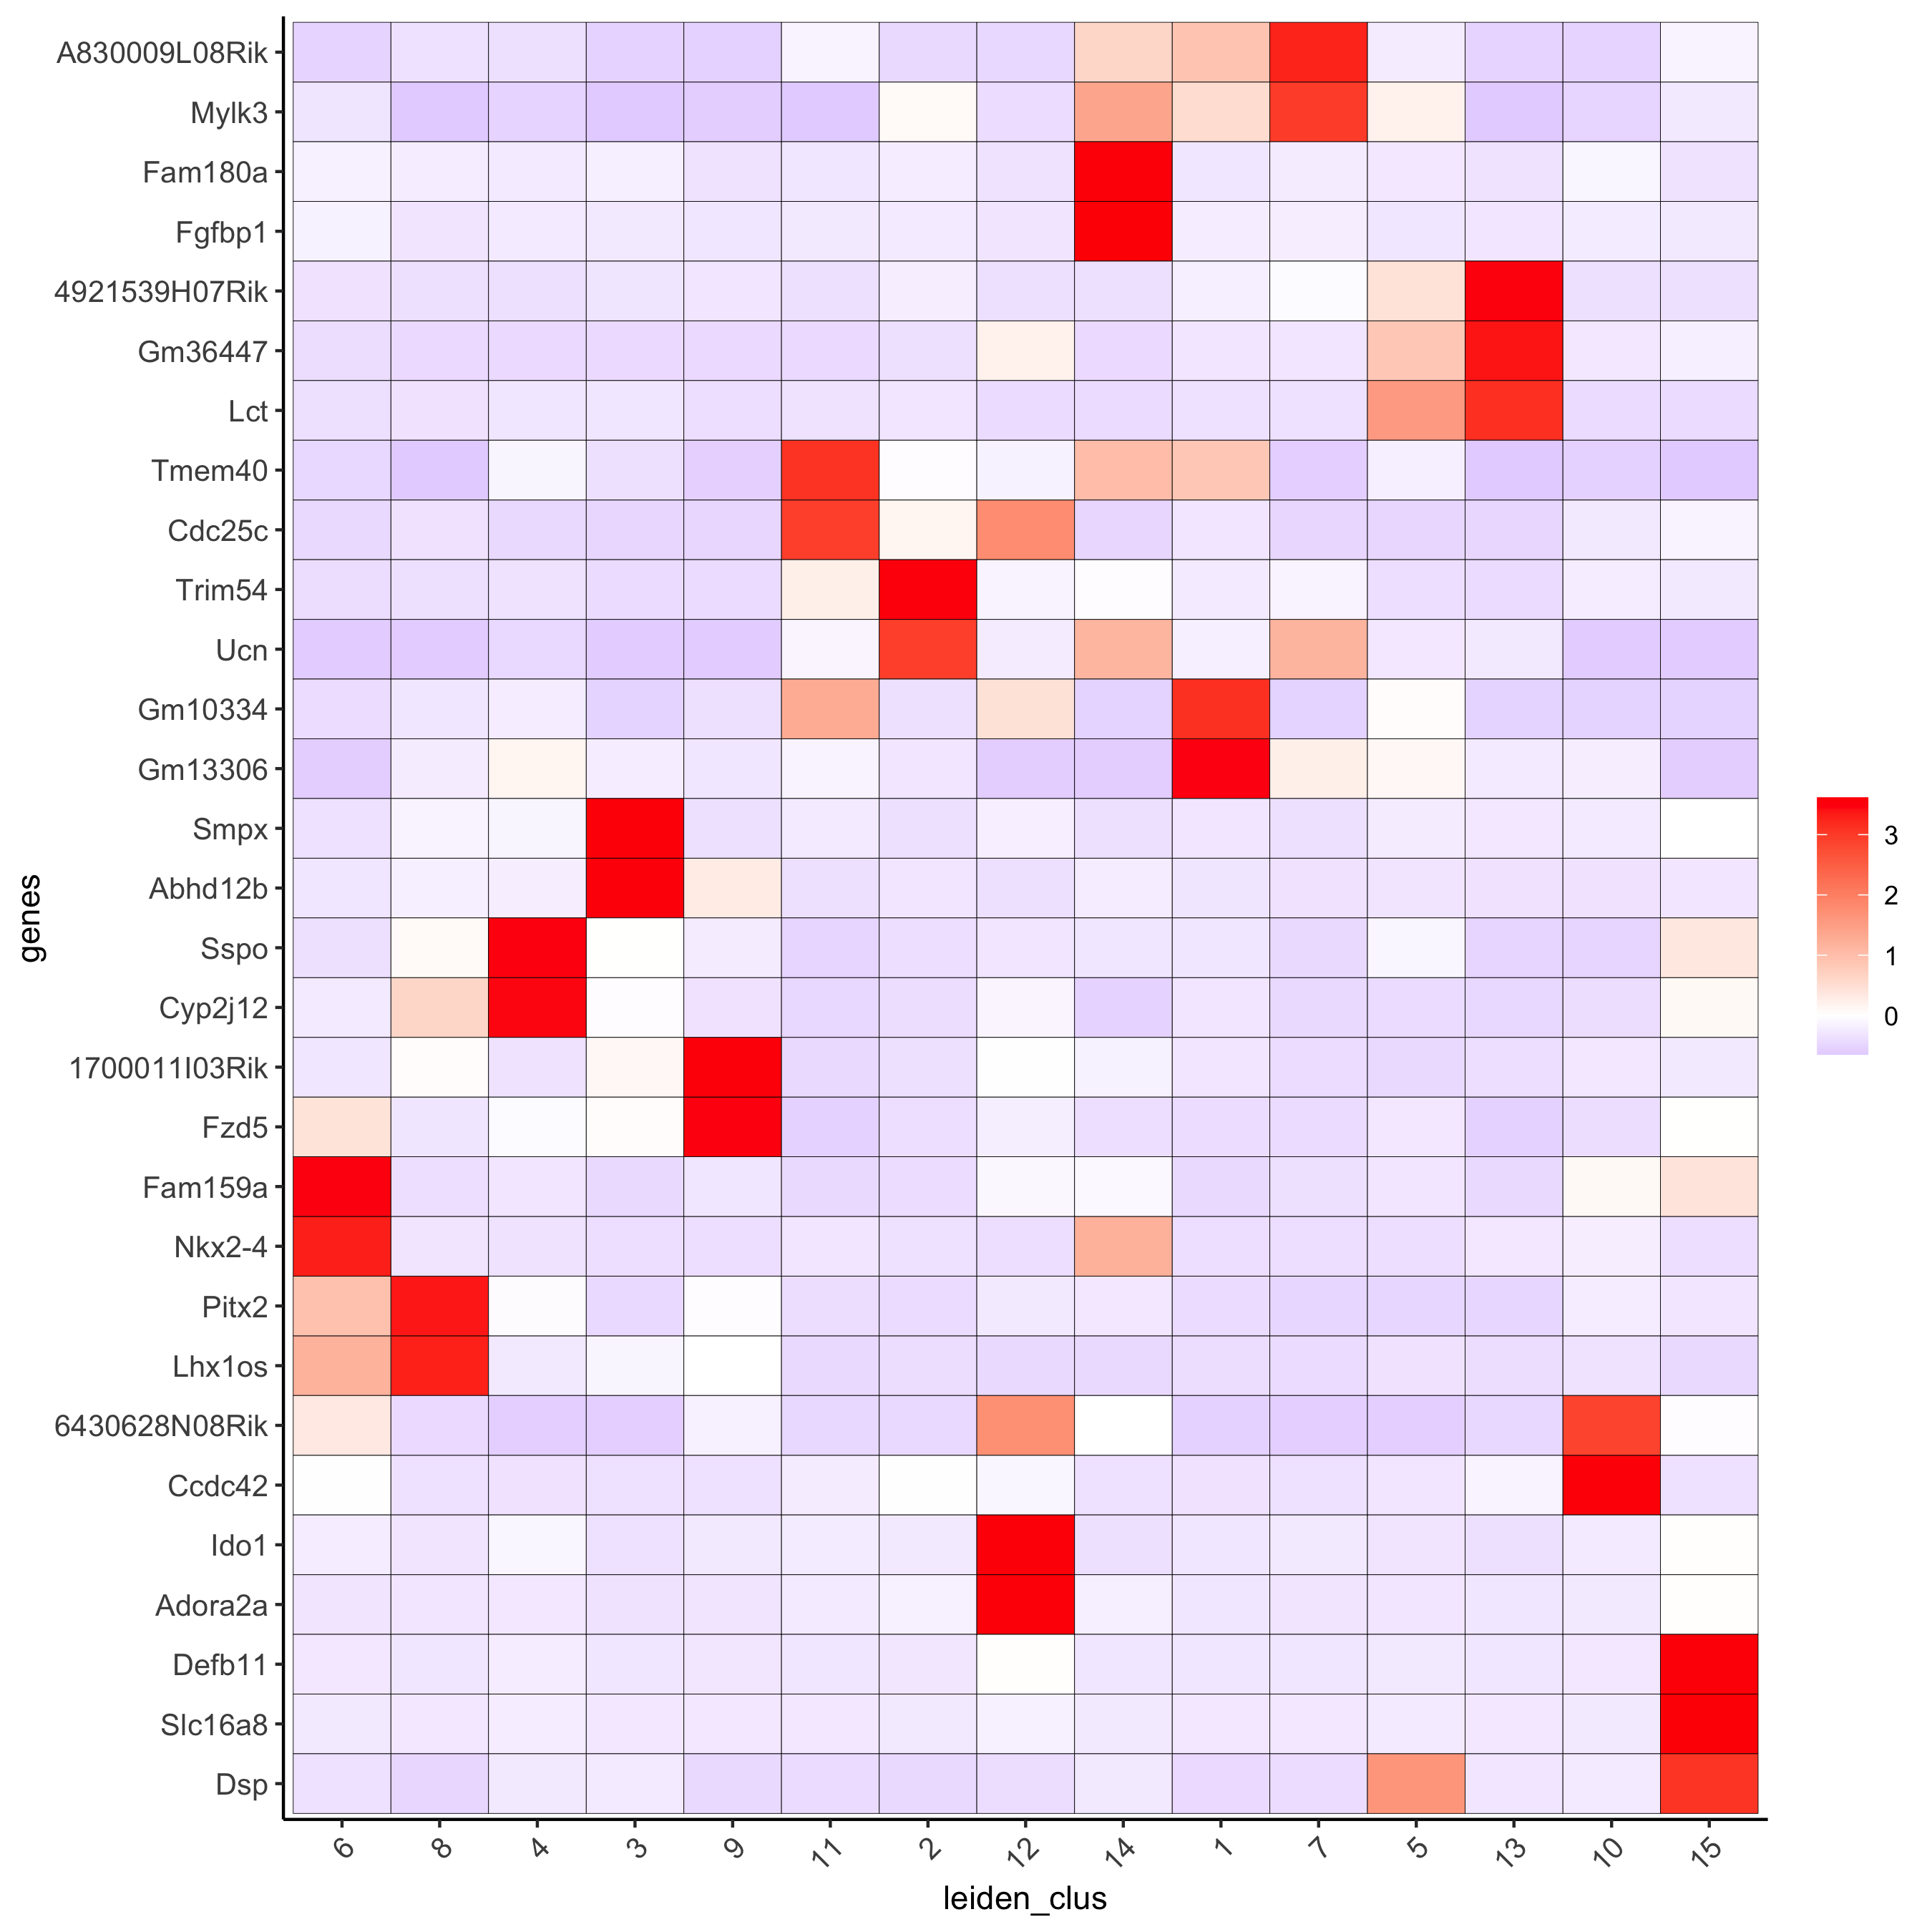 A830009L08Rik
Mylk3
Fam180a
Fgfbp1
4921539H07Rik
Gm36447
Lct
Tmem40
Cdc25c
Trim54
Ucn
Gm10334
Gm13306
Smpx
Abhd12b
Sspo
Cyp2j12
1700011I03Rik
Fzd5
Fam159a
Nkx2-4
Pitx2
Lhx1os
6430628N08Rik
Ccdc42
Ido1
Adora2a
Defb11
Slc16a8
Dsp
genes
6 8 4 3 9 11 2 12 14 1 7 5 13 10 15
leiden_clus
3
2
1
0